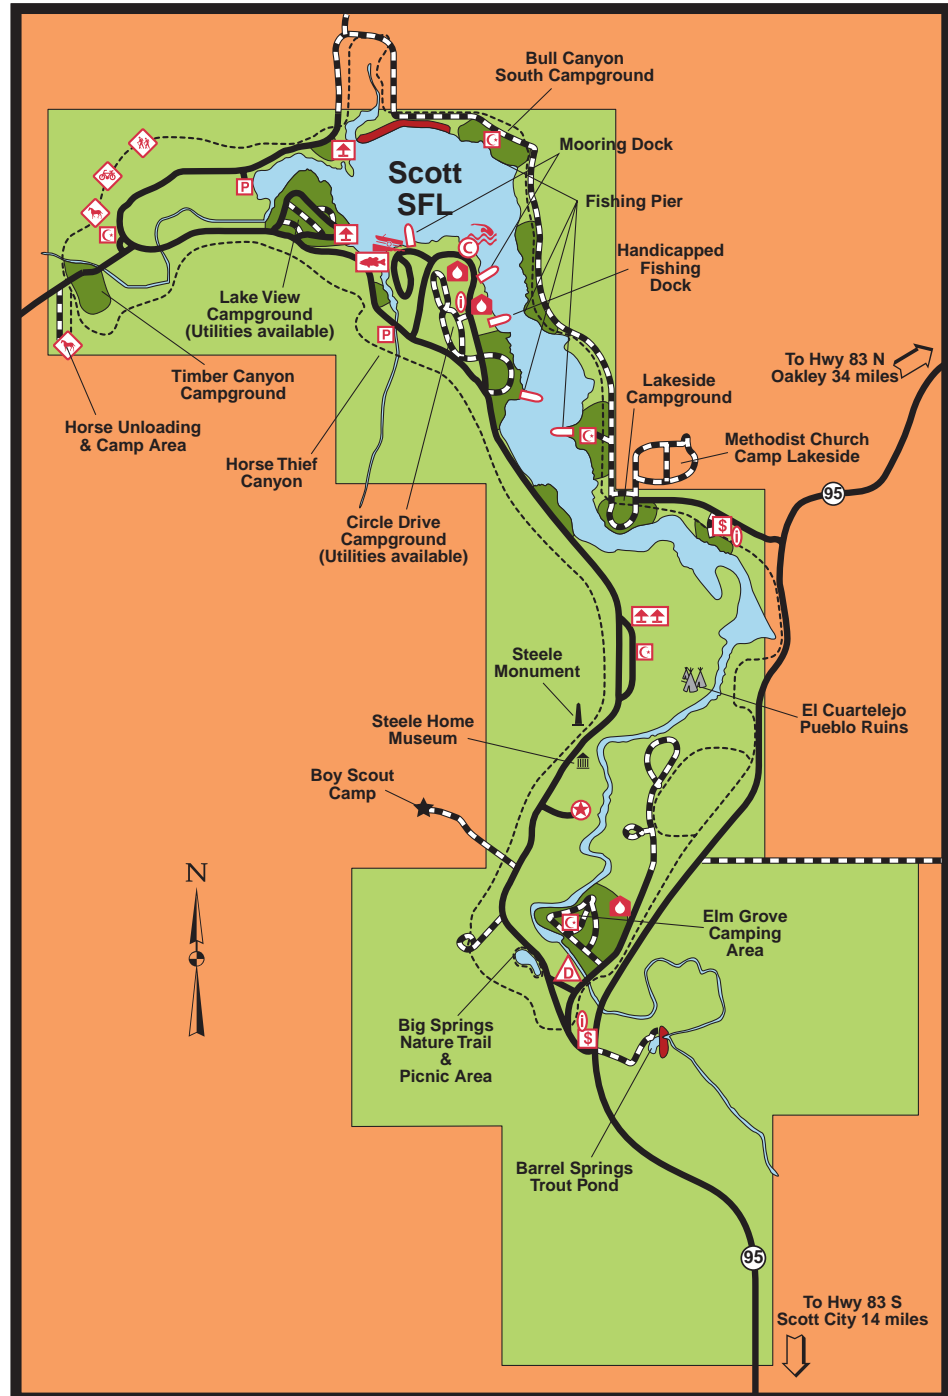 Bull Canyon
South Campground
Mooring Dock
Scott
SFL
Fishing Pier
P
C
Handicapped
Fishing
Dock
Lake View
Campground
(Utilities available)
i
P
To Hwy 83 N
Oakley 34 miles
Timber Canyon
Campground
Lakeside
Campground
Horse Unloading
& Camp Area
Methodist Church
Camp Lakeside
Horse Thief
Canyon
95
Circle Drive
Campground
(Utilities available)
$
i
Steele
Monument
El Cuartelejo
Pueblo Ruins
Steele Home
Museum
Boy Scout
Camp
N
Elm Grove
Camping
Area
D
Big Springs
Nature Trail
&
Picnic Area
i
$
Barrel Springs
Trout Pond
95
To Hwy 83 S
Scott City 14 miles